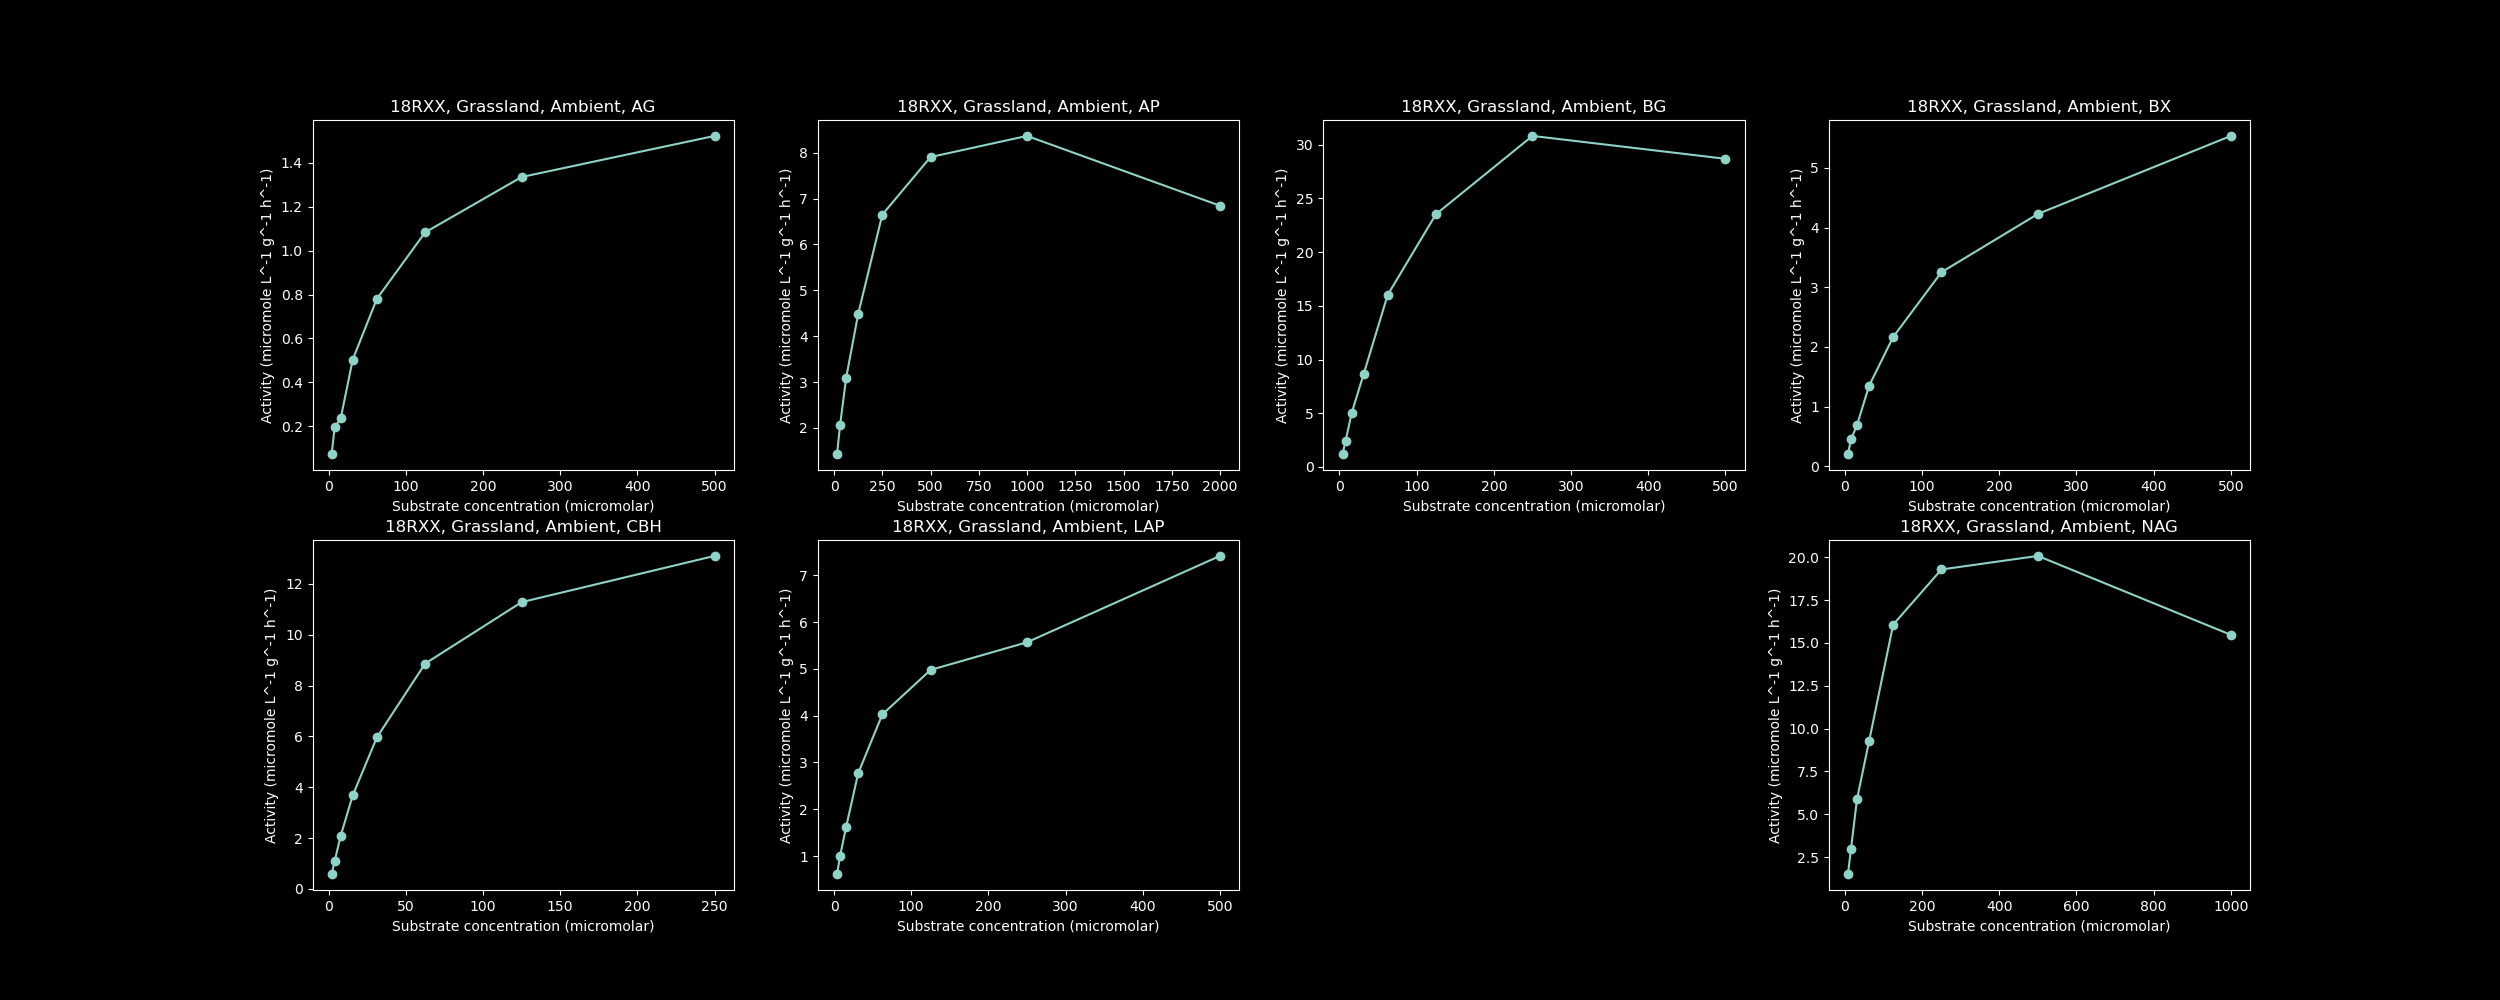 18RXX, Grassland, Ambient, AG
Activity (micromole L^-1 g^-1 h^-1)
1.4
1.2
1.0
0.8
0.6
0.4
0.2
0 100 200 300 400 500
Substrate concentration (micromolar)
18RXX, Grassland, Ambient, AP
Activity (micromole L^-1 g^-1 h^-1)
8
7
6
5
4
3
2
0 250 500 750 1000 1250 1500 1750 2000
Substrate concentration (micromolar)
18RXX, Grassland, Ambient, BG
Activity (micromole L^-1 g^-1 h^-1)
30
25
20
15
10
5
0
0 100 200 300 400 500
Substrate concentration (micromolar)
18RXX, Grassland, Ambient, BX
Activity (micromole L^-1 g^-1 h^-1)
5
4
3
2
1
0
0 100 200 300 400 500
Substrate concentration (micromolar)
18RXX, Grassland, Ambient, CBH
Activity (micromole L^-1 g^-1 h^-1)
12
10
8
6
4
2
0
0 50 100 150 200 250
Substrate concentration (micromolar)
18RXX, Grassland, Ambient, LAP
Activity (micromole L^-1 g^-1 h^-1)
7
6
5
4
3
2
1
0 100 200 300 400 500
Substrate concentration (micromolar)
18RXX, Grassland, Ambient, NAG
Activity (micromole L^-1 g^-1 h^-1)
20.0
17.5
15.0
12.5
10.0
7.5
5.0
2.5
0 200 400 600 800 1000
Substrate concentration (micromolar)